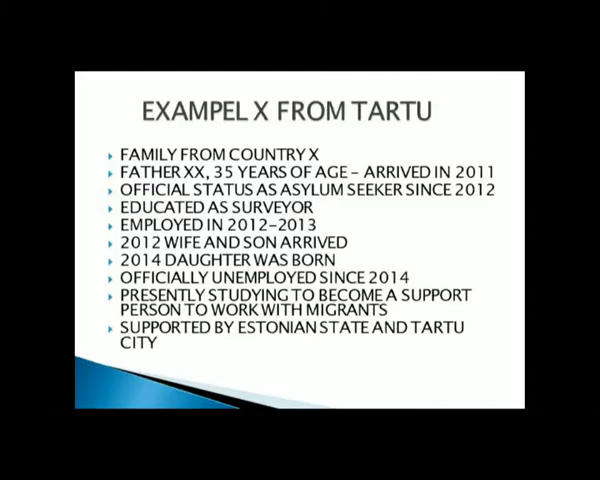 EXAMPEL X FROM TARTU
FAMILY FROM COUNTRY X
FATHER XX, 35 YEARS OF AGE – ARRIVED IN 2011
OFFICIAL STATUS AS ASYLUM SEEKER SINCE 2012
EDUCATED AS SURVEYOR
EMPLOYED IN 2012-2013
2012 WIFE AND SON ARRIVED
2014 DAUGHTER WAS BORN
OFFICIALLY UNEMPLOYED SINCE 2014
PRESENTLY STUDYING TO BECOME A SUPPORT
PERSON TO WORK WITH MIGRANTS
SUPPORTED BY ESTONIAN STATE AND TARTU
CITY